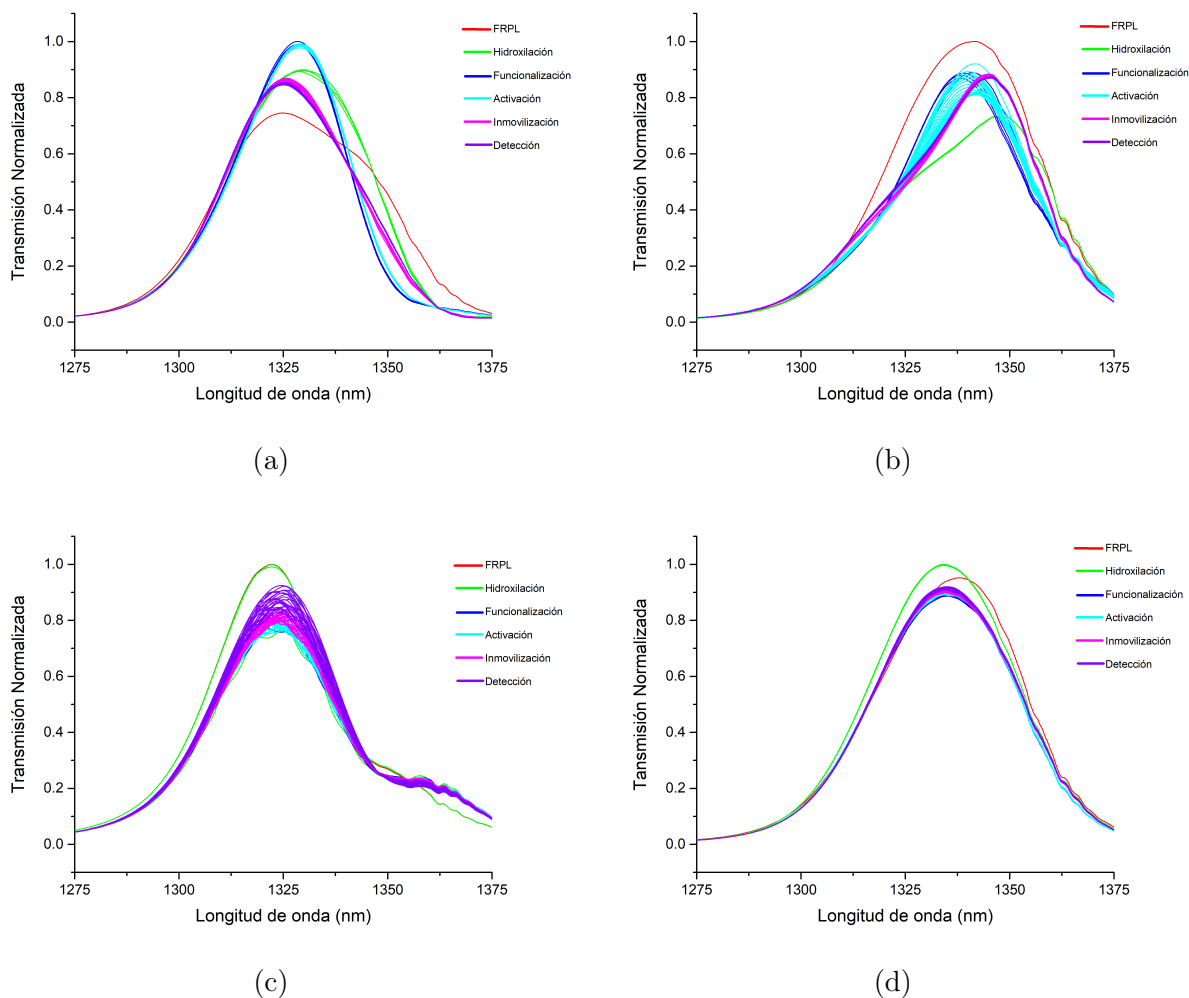 FRPL
Hidroxilación
Funcionalización
Activación
Inmovilización
Detección
1.0
0.8
0.6
0.4
0.2
0.0
Transmisión Normalizada
1275
1300
1325
1350
1375
Longitud de onda (nm)
(a)
FRPL
Hidroxilación
Funcionalización
Activación
Inmovilización
Detección
1.0
0.8
0.6
0.4
0.2
0.0
Transmisión Normalizada
1275
1300
1325
1350
1375
Longitud de onda (nm)
(b)
FRPL
Hidroxilación
Funcionalización
Activación
Inmovilización
Detección
1.0
0.8
0.6
0.4
0.2
0.0
Transmisión Normalizada
1275
1300
1325
1350
1375
Longitud de onda (nm)
(c)
FRPL
Hidroxilación
Funcionalización
Activación
Inmovilización
Detección
1.0
0.8
0.6
0.4
0.2
0.0
Tansmisión Normalizada
1275
1300
1325
1350
1375
Longitud de onda (nm)
(d)